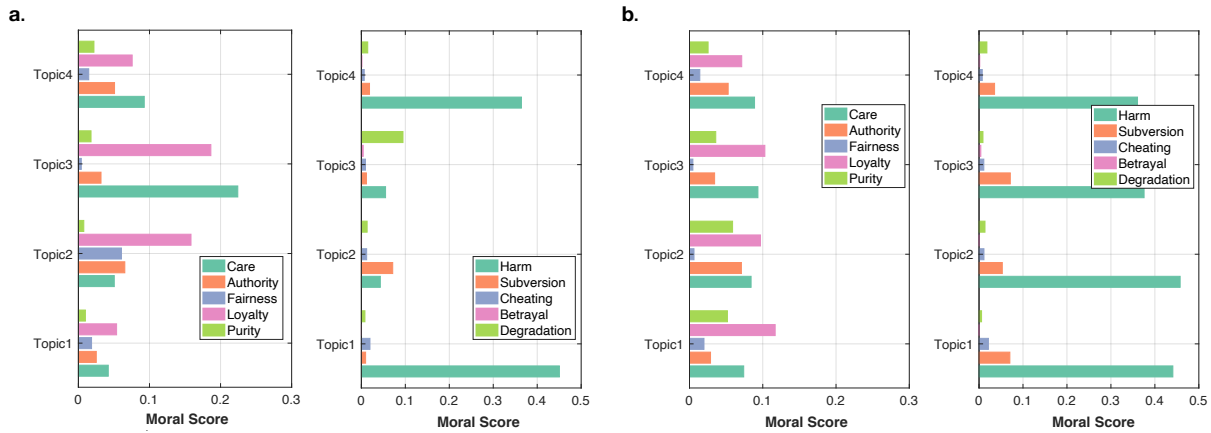 a.
Topic4
Topic3
Topic2
Topic1
Care
Authority
Fairness
Loyalty
Purity
0 0.1 0.2 0.3
Moral Score
Topic4
Topic3
Topic2
Topic1
Harm
Subversion
Cheating
Betrayal
Degradation
0 0.1 0.2 0.3 0.4 0.5
Moral Score
b.
Topic4
Topic3
Topic2
Topic1
Care
Authority
Fairness
Loyalty
Purity
0 0.1 0.2 0.3
Moral Score
Topic4
Topic3
Topic2
Topic1
Harm
Subversion
Cheating
Betrayal
Degradation
0 0.1 0.2 0.3 0.4 0.5
Moral Score